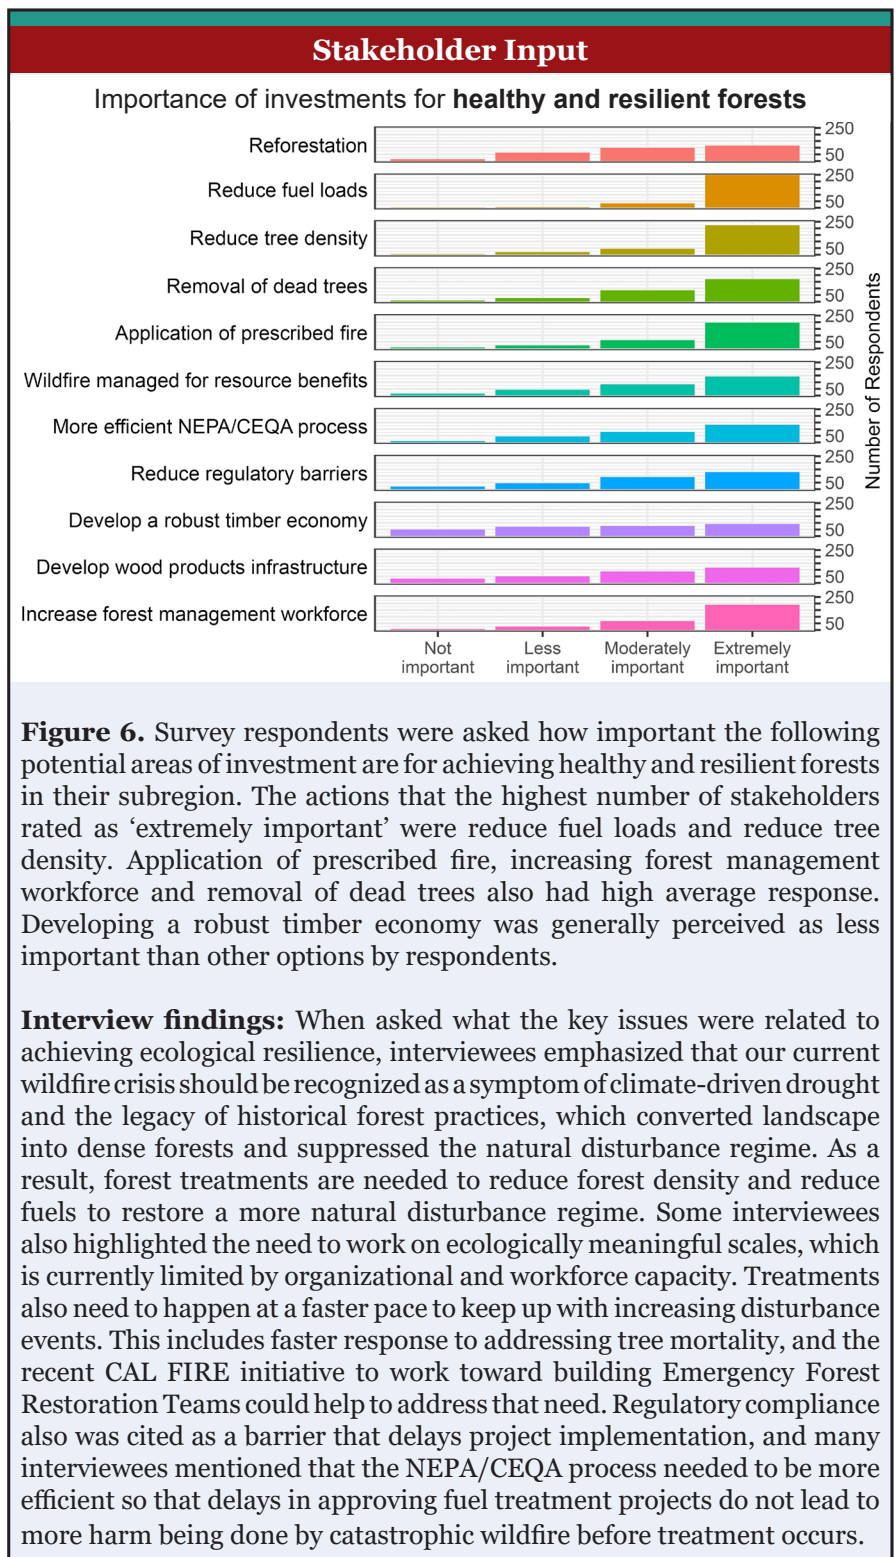 Stakeholder Input
Importance of investments for healthy and resilient forests
Reforestation
250
50
Reduce fuel loads
250
50
Reduce tree density
250
50
Removal of dead trees
250
50
Application of prescribed fire
250
50
Wildfire managed for resource benefits
250
50
More efficient NEPA/CEQA process
250
50
Reduce regulatory barriers
250
50
Develop a robust timber economy
250
50
Develop wood products infrastructure
250
50
Increase forest management workforce
250
50
Number of Respondents
Not important
Less important
Moderately important
Extremely important
Figure 6. Survey respondents were asked how important the following
potential areas of investment are for achieving healthy and resilient forests
in their subregion. The actions that the highest number of stakeholders
rated as ‘extremely important’ were reduce fuel loads and reduce tree
density. Application of prescribed fire, increasing forest management
workforce and removal of dead trees also had high average response.
Developing a robust timber economy was generally perceived as less
important than other options by respondents.
Interview findings: When asked what the key issues were related to
achieving ecological resilience, interviewees emphasized that our current
wildfire crisis should be recognized as a symptom of climate-driven drought
and the legacy of historical forest practices, which converted landscape
into dense forests and suppressed the natural disturbance regime. As a
result, forest treatments are needed to reduce forest density and reduce
fuels to restore a more natural disturbance regime. Some interviewees
also highlighted the need to work on ecologically meaningful scales, which
is currently limited by organizational and workforce capacity. Treatments
also need to happen at a faster pace to keep up with increasing disturbance
events. This includes faster response to addressing tree mortality, and the
recent CAL FIRE initiative to work toward building Emergency Forest
Restoration Teams could help to address that need. Regulatory compliance
also was cited as a barrier that delays project implementation, and many
interviewees mentioned that the NEPA/CEQA process needed to be more
efficient so that delays in approving fuel treatment projects do not lead to
more harm being done by catastrophic wildfire before treatment occurs.